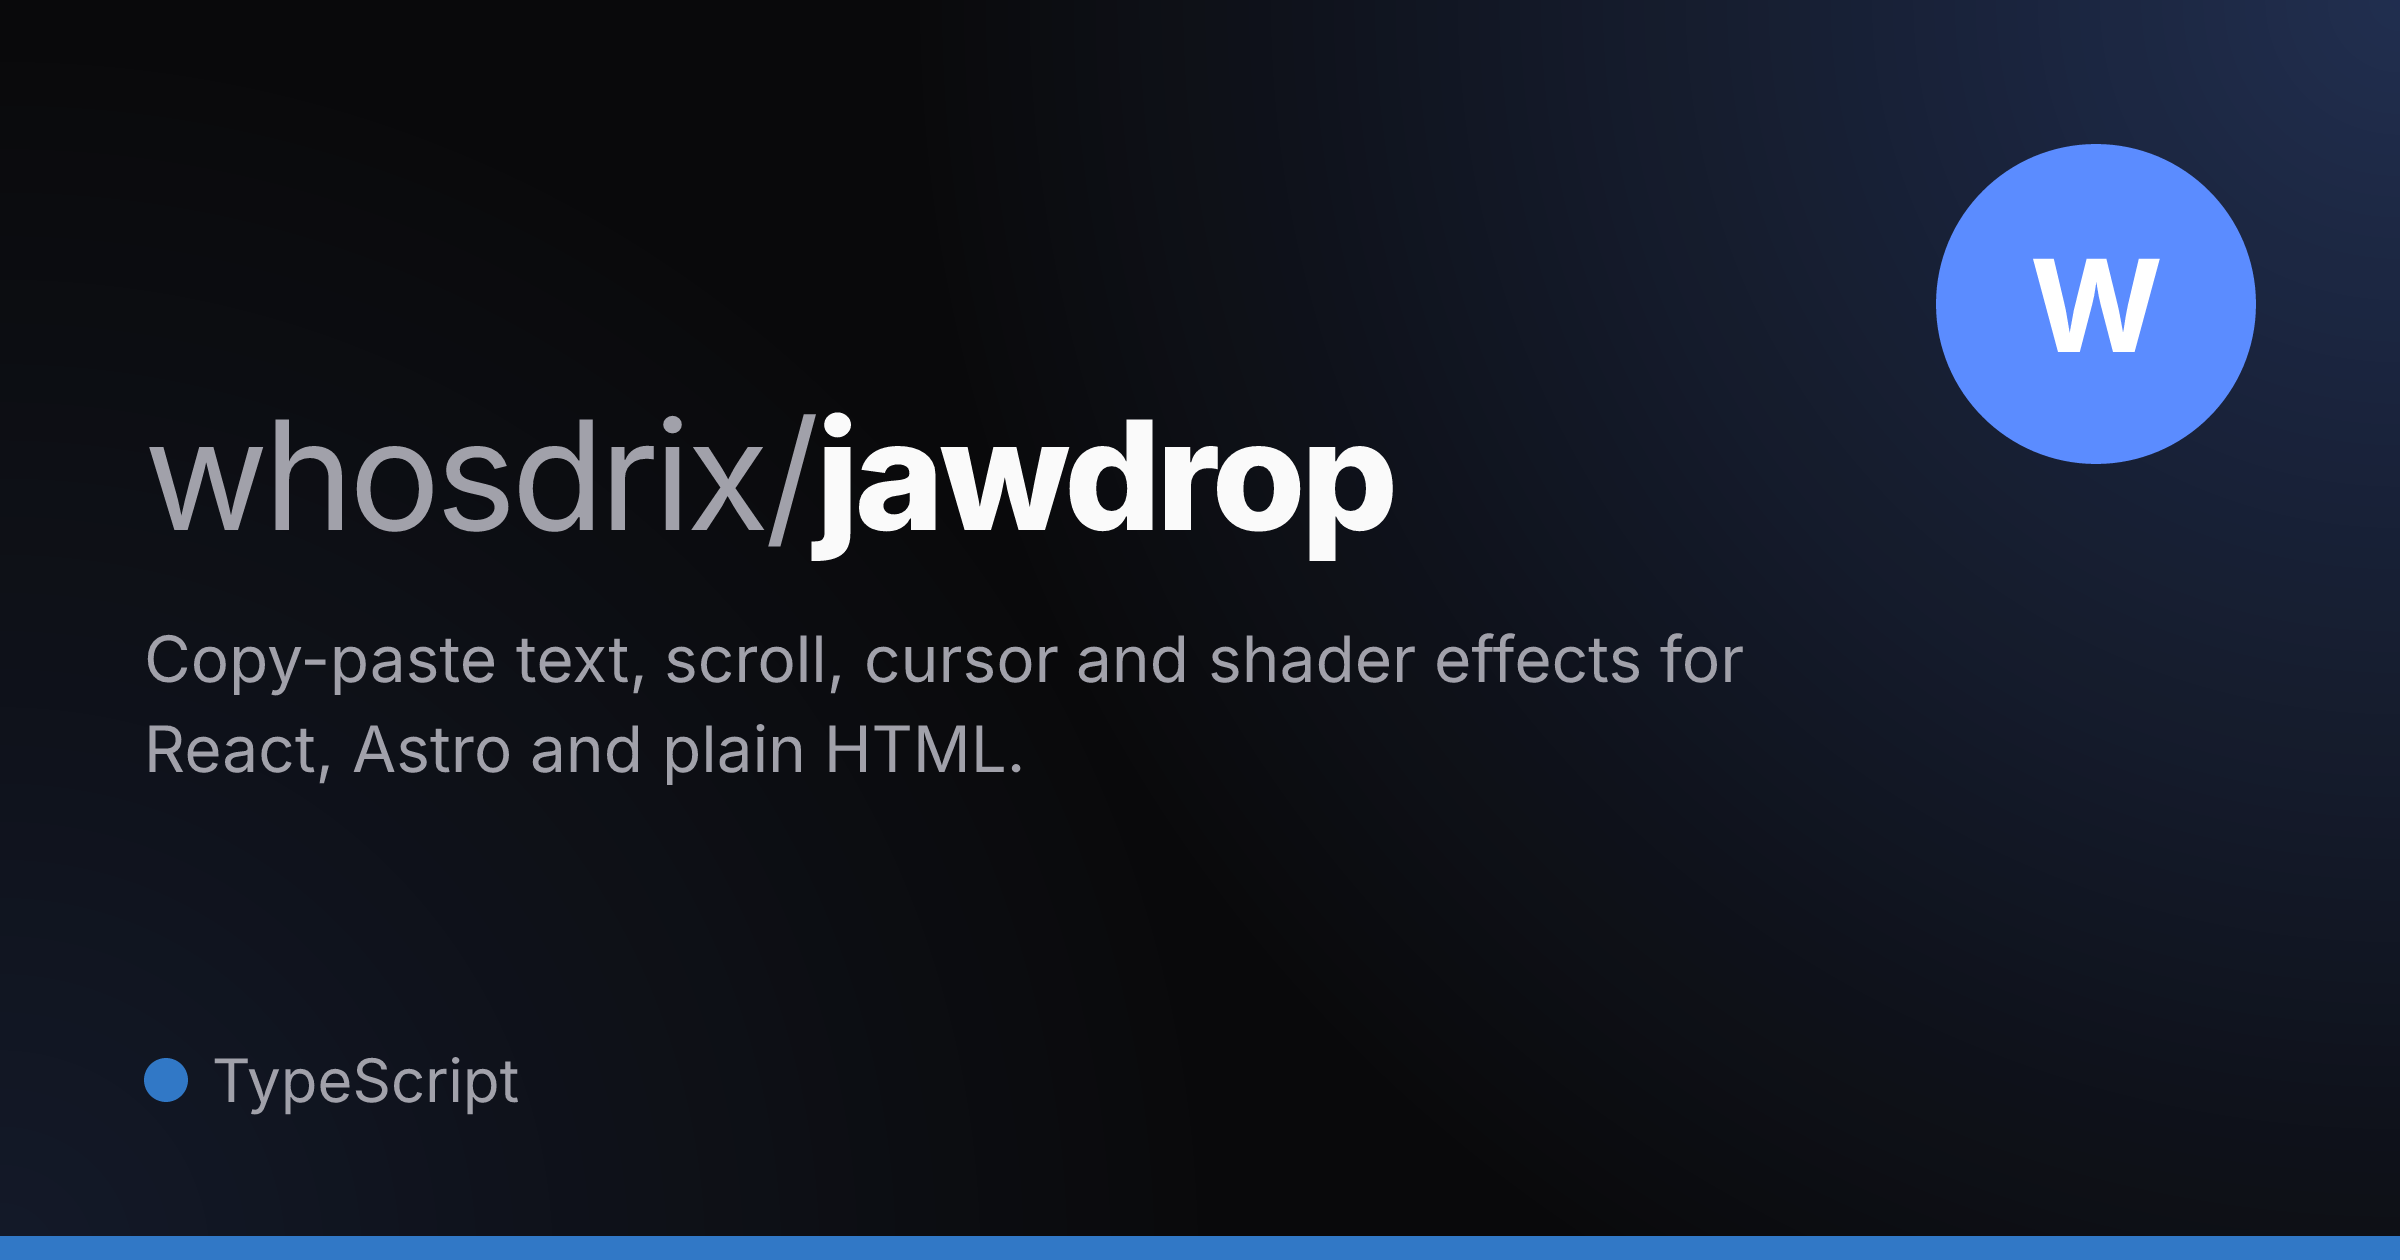 W
whosdrix/jawdrop
Copy-paste text, scroll, cursor and shader effects for
React, Astro and plain HTML.
TypeScript